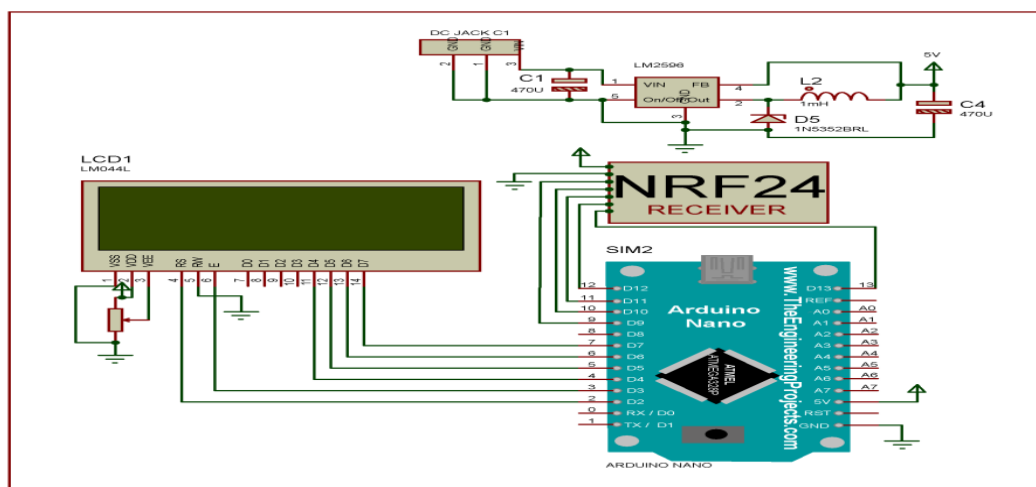 DC JACK C1
GND
GND
VIN
2
1
3
C1
470U
LM2596
1
VIN
FB
4
5
On/Off
Out
2
GND
3
L2
1mH
5V
C4
470U
D5
1N5352BRL
LCD1
LM044L
VSS VDD VEE RS RW E D0 D1 D2 D3 D4 D5 D6 D7
1 2 3 4 5 6 7 8 9 10 11 12 13 14
NRF24
RECEIVER
SIM2
Arduino
Nano
ATMEL
ATMEGA328P
www.TheEngineeringProjects.com
12 D12
11 D11
10 D10
9 D9
8 D8
7 D7
6 D6
5 D5
4 D4
3 D3
2 D2
0 RX / D0
1 TX / D1
D13 13
REF
A0 A0
A1 A1
A2 A2
A3 A3
A4 A4
A5 A5
A6 A6
A7 A7
5V
RST
GND
ARDUINO NANO